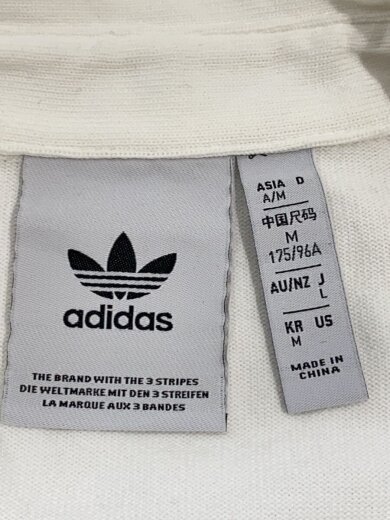 adidas
THE BRAND WITH THE 3 STRIPES
DIE WELTMARKE MIT DEN 3 STREIFEN
LA MARQUE AUX 3 BANDES
ASIA D
A/M
中国尺码
M
175/96A
AU/NZ J
L
KR US
M
MADE IN
CHINA